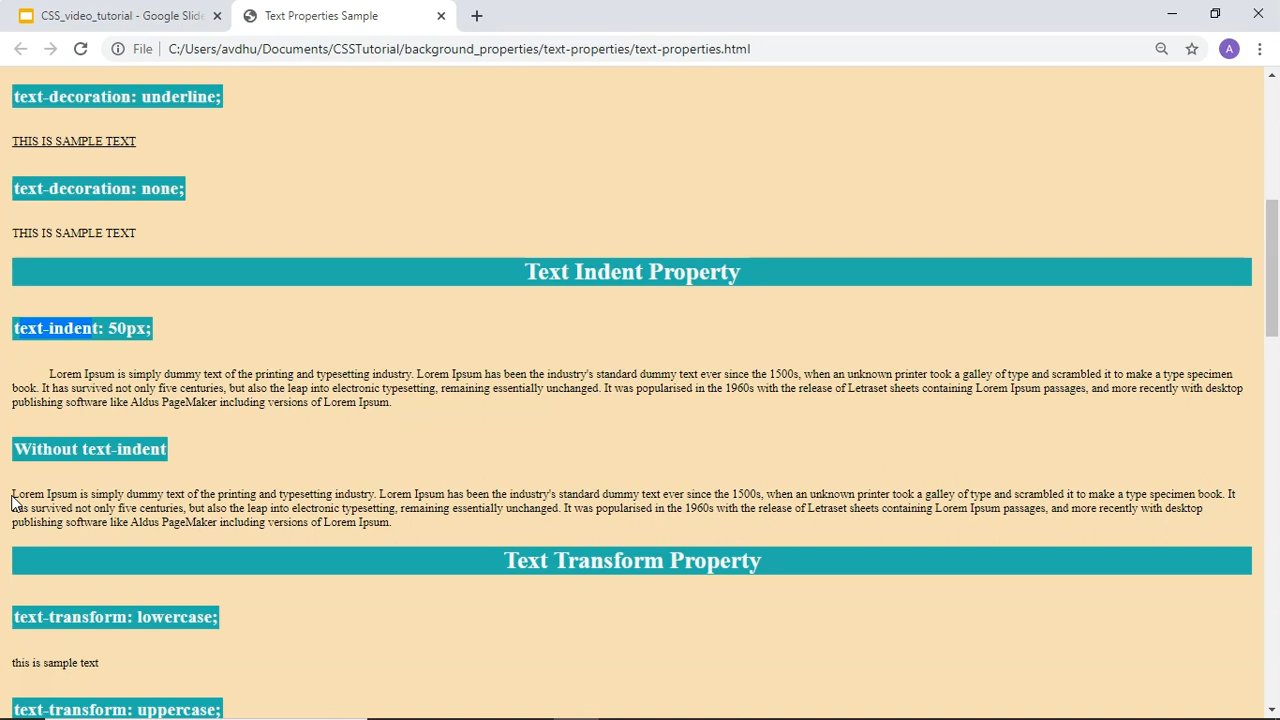 CSS_video_tutorial - Google Slide
Text Properties Sample
File
C:/Users/avdhu/Documents/CSSTutorial/background_properties/text-properties/text-properties.html
A
text-decoration: underline;
THIS IS SAMPLE TEXT
text-decoration: none;
THIS IS SAMPLE TEXT
Text Indent Property
text-indent: 50px;
Lorem Ipsum is simply dummy text of the printing and typesetting industry. Lorem Ipsum has been the industry's standard dummy text ever since the 1500s, when an unknown printer took a galley of type and scrambled it to make a type specimen
book. It has survived not only five centuries, but also the leap into electronic typesetting, remaining essentially unchanged. It was popularised in the 1960s with the release of Letraset sheets containing Lorem Ipsum passages, and more recently with desktop
publishing software like Aldus PageMaker including versions of Lorem Ipsum.
Without text-indent
Lorem Ipsum is simply dummy text of the printing and typesetting industry. Lorem Ipsum has been the industry's standard dummy text ever since the 1500s, when an unknown printer took a galley of type and scrambled it to make a type specimen book. It
has survived not only five centuries, but also the leap into electronic typesetting, remaining essentially unchanged. It was popularised in the 1960s with the release of Letraset sheets containing Lorem Ipsum passages, and more recently with desktop
publishing software like Aldus PageMaker including versions of Lorem Ipsum.
Text Transform Property
text-transform: lowercase;
this is sample text
text-transform: uppercase;